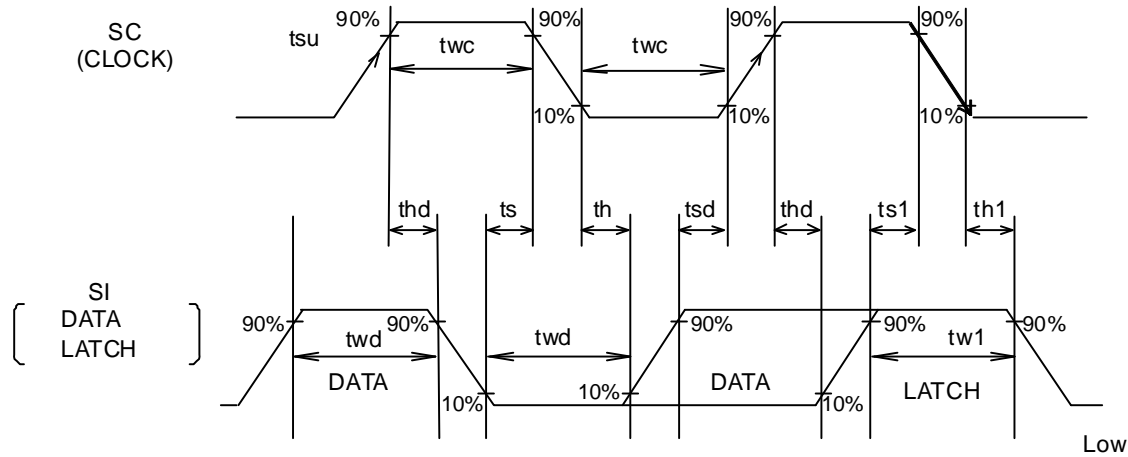 90% 90% 90% 90%
SC
(CLOCK)
tsu
twc twc
10% 10% 10%
thd ts th tsd thd ts1 th1
SI
DATA
LATCH
90% 90% 90% 90% 90%
twd twd tw1
DATA DATA LATCH
10% 10% 10%
Low